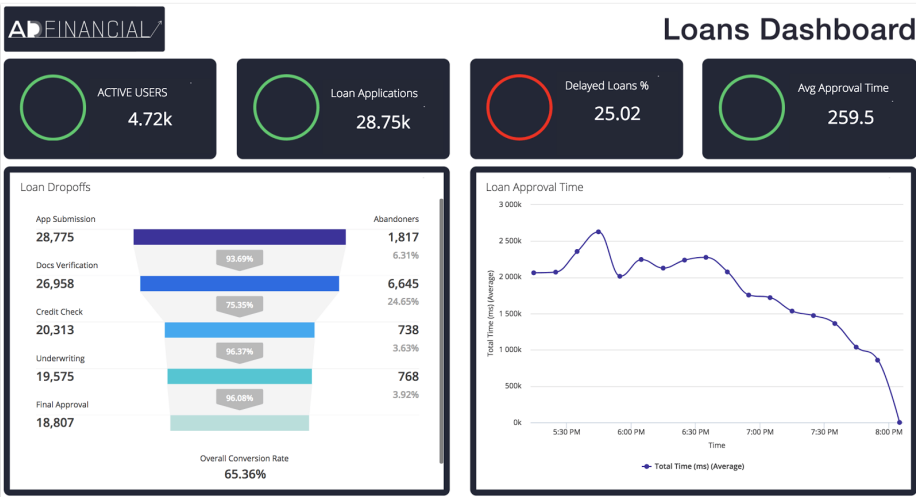 AD FINANCIAL
Loans Dashboard
ACTIVE USERS
4.72k
Loan Applications
28.75k
Delayed Loans %
25.02
Avg Approval Time
259.5
Loan Dropoffs
App Submission
Abandoners
28,775
1,817
93.69%
6.31%
Docs Verification
26,958
6,645
75.35%
24.65%
Credit Check
20,313
738
96.37%
3.63%
Underwriting
19,575
768
96.08%
3.92%
Final Approval
18,807
Overall Conversion Rate
65.36%
Loan Approval Time
3 000k
2 500k
2 000k
1 500k
1 000k
500k
0k
Total Time (ms) (Average)
5:30 PM 6:00 PM 6:30 PM 7:00 PM 7:30 PM 8:00 PM
Time
Total Time (ms) (Average)